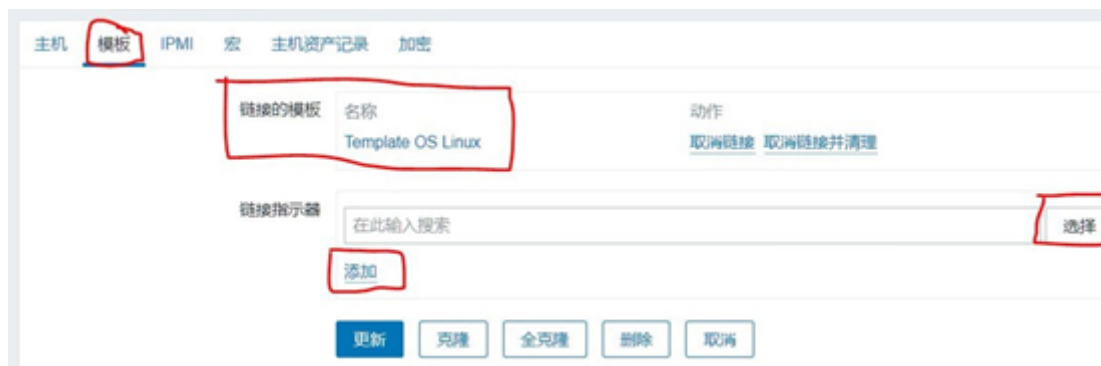 主机 模板 IPMI 宏 主机资产记录 加密
链接的模板 名称 动作
Template OS Linux 取消链接 取消链接并清理
链接指示器
在此输入搜索 选择
添加
更新 克隆 全克隆 删除 取消